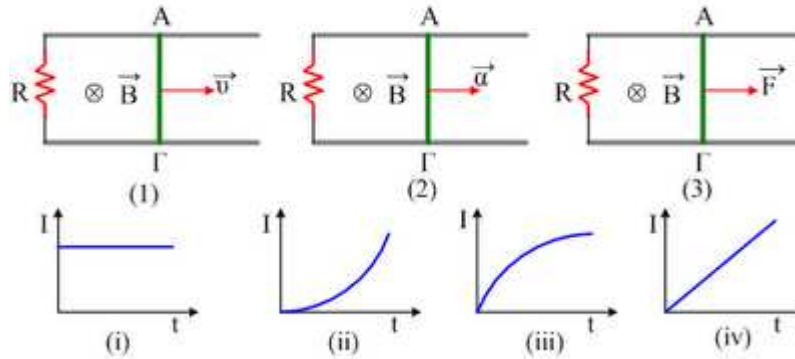 A A A
R ⊗ B⃗ υ⃗ R ⊗ B⃗ α⃗ R ⊗ B⃗ F⃗
Γ Γ Γ
(1) (2) (3)
I I I I
t t t t
(i) (ii) (iii) (iv)